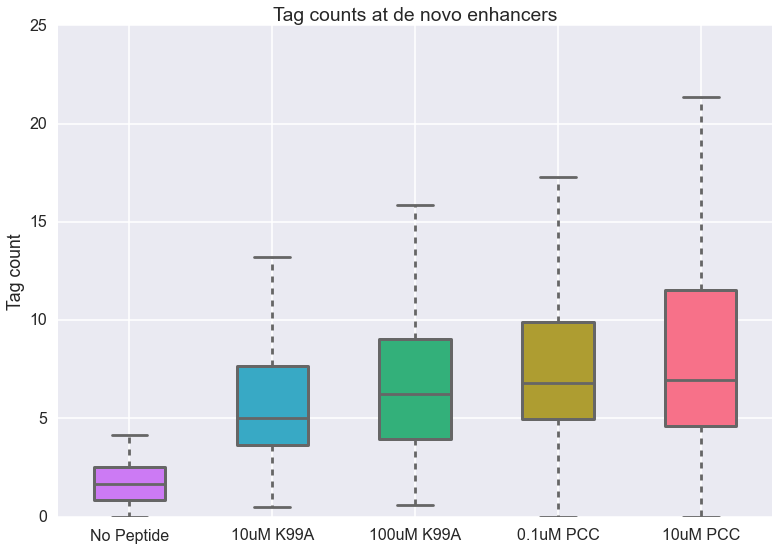 Tag counts at de novo enhancers
Tag count
25
20
15
10
5
0
No Peptide
10uM K99A
100uM K99A
0.1uM PCC
10uM PCC